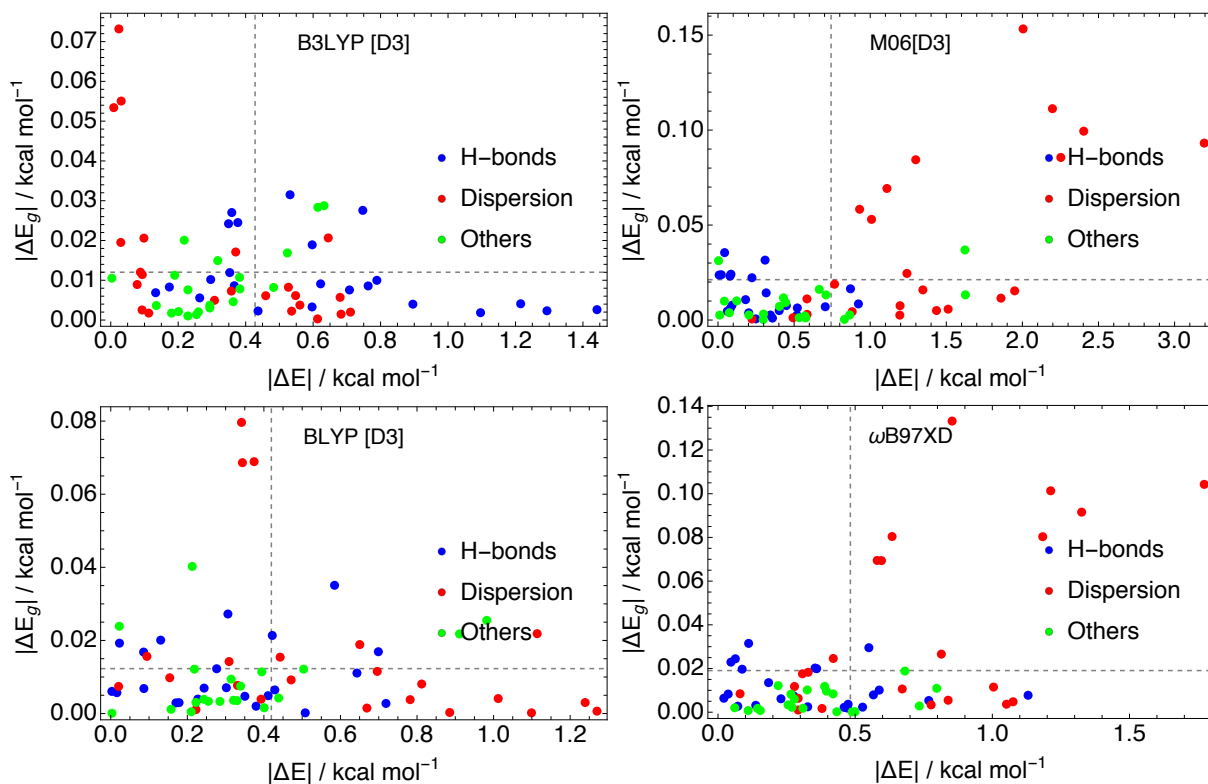 B3LYP [D3]
0.07
0.06
0.05
0.04
0.03
0.02
0.01
0.00
|ΔE_g| / kcal mol⁻¹
H−bonds
Dispersion
Others
0.0 0.2 0.4 0.6 0.8 1.0 1.2 1.4
|ΔE| / kcal mol⁻¹
M06[D3]
0.15
0.10
0.05
0.00
|ΔE_g| / kcal mol⁻¹
H−bonds
Dispersion
Others
0.0 0.5 1.0 1.5 2.0 2.5 3.0
|ΔE| / kcal mol⁻¹
BLYP [D3]
0.08
0.06
0.04
0.02
0.00
|ΔE_g| / kcal mol⁻¹
H−bonds
Dispersion
Others
0.0 0.2 0.4 0.6 0.8 1.0 1.2
|ΔE| / kcal mol⁻¹
ωB97XD
0.14
0.12
0.10
0.08
0.06
0.04
0.02
0.00
|ΔE_g| / kcal mol⁻¹
H−bonds
Dispersion
Others
0.0 0.5 1.0 1.5
|ΔE| / kcal mol⁻¹